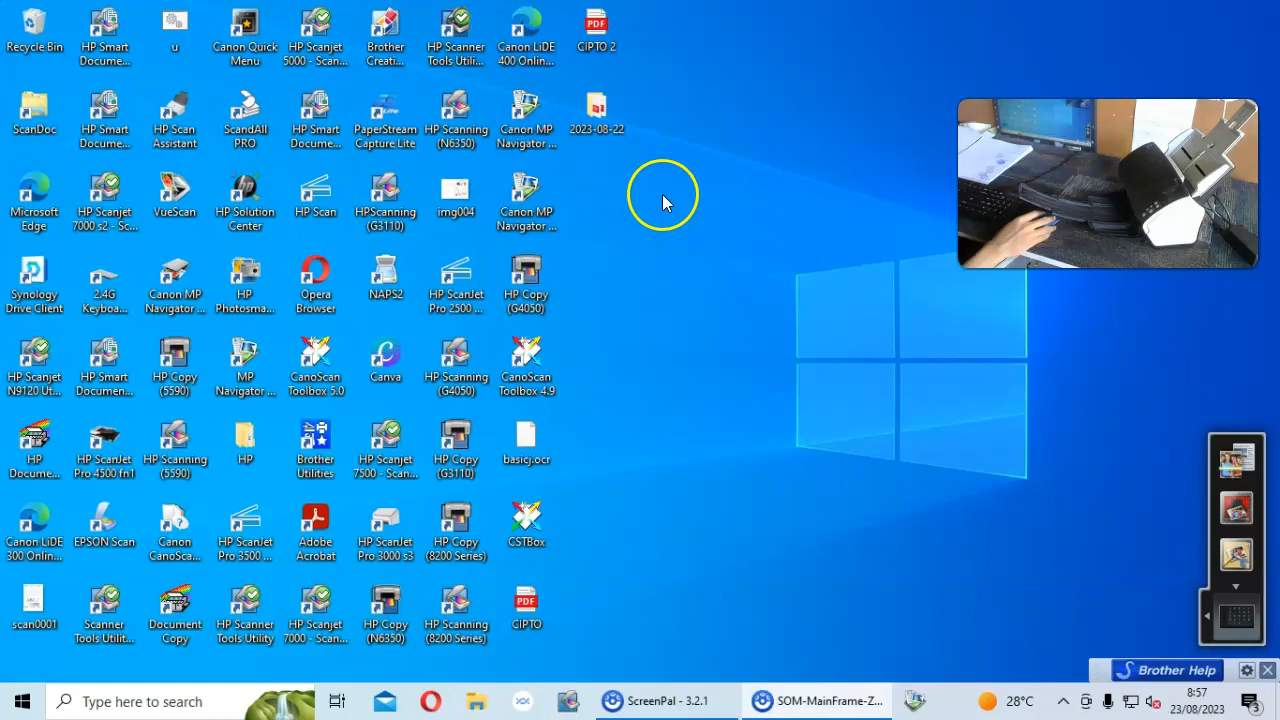 Recycle Bin
HP Smart
Docume...
u
Canon Quick
Menu
HP Scanjet
5000 - Scan...
Brother
Creati...
HP Scanner
Tools Utili...
Canon LiDE
400 Onlin...
CIPTO 2
ScanDoc
HP Smart
Docume...
HP Scan
Assistant
ScandAll
PRO
HP Smart
Docume...
PaperStream
Capture Lite
HP Scanning
(N6350)
Canon MP
Navigator ...
2023-08-22
Microsoft
Edge
HP Scanjet
7000 s2 - Sc...
VueScan
HP Solution
Center
HP Scan
HPScanning
(G3110)
img004
Canon MP
Navigator ...
Synology
Drive Client
2.4G
Keyboa...
Canon MP
Navigator ...
HP
Photosma...
Opera
Browser
NAPS2
HP ScanJet
Pro 2500 ...
HP Copy
(G4050)
HP Scanjet
N9120 Ut...
HP Smart
Documen...
HP Copy
(5590)
MP
Navigator ...
CanoScan
Toolbox 5.0
Canva
HP Scanning
(G4050)
CanoScan
Toolbox 4.9
HP
Docume...
HP ScanJet
Pro 4500 fn1
HP Scanning
(5590)
HP
Brother
Utilities
HP Scanjet
7500 - Scan...
HP Copy
(G3110)
basicj.ocr
Canon LiDE
300 Onlin...
EPSON Scan
Canon
CanoSca...
HP ScanJet
Pro 3500 ...
Adobe
Acrobat
HP ScanJet
Pro 3000 s3
HP Copy
(8200 Series)
CSTBox
scan0001
Scanner
Tools Utilit...
Document
Copy
HP Scanner
Tools Utility
HP Scanjet
7000 - Scan...
HP Copy
(N6350)
HP Scanning
(8200 Series)
CIPTO
PDF
PDF
Brother Help
Type here to search
ScreenPal - 3.2.1
SOM-MainFrame-Z...
28°C
8:57
23/08/2023
3